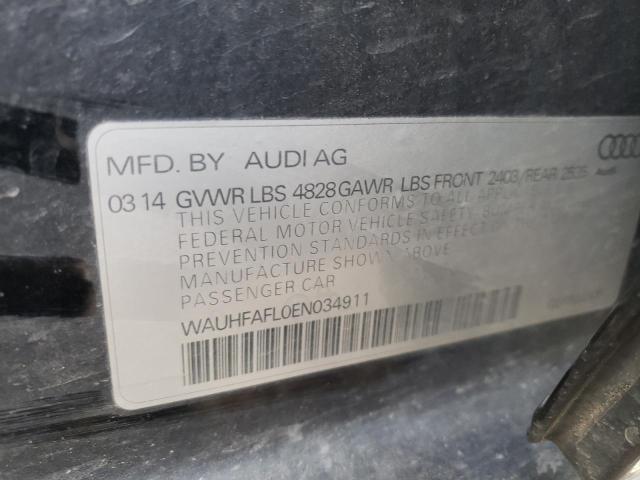 MFD. BY AUDI AG
03 14 GVWR LBS 4828 GAWR LBS FRONT 2403/REAR
Audi
THIS VEHICLE CONFORMS TO ALL
FEDERAL MOTOR VEHICLE SAFETY,
PREVENTION STANDARDS IN EFFECT
MANUFACTURE SHOWN ABOVE
PASSENGER CAR
WAUHFAFL0EN034911